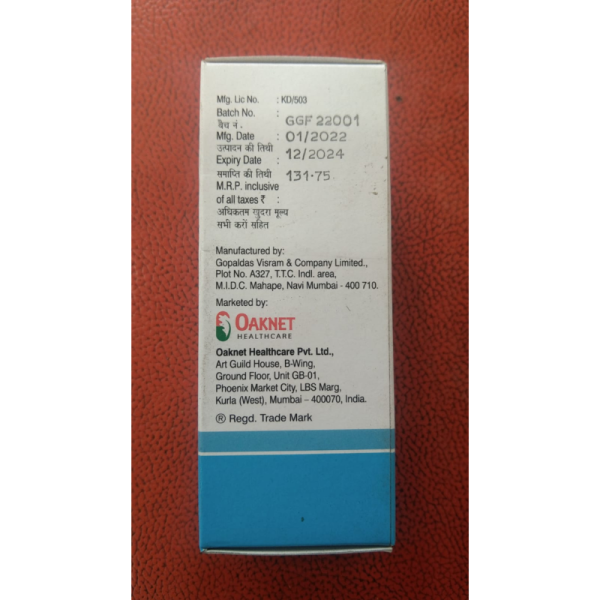 Mfg. Lic No. : KD/503
Batch No. :
बैच नं. GGF 22001
Mfg. Date : 01/2022
उत्पादन की तिथी
Expiry Date : 12/2024
समाप्ति की तिथी 131.75
M.R.P. inclusive
of all taxes ₹ :
अधिकतम खुदरा मूल्य
सभी करों सहित
Manufactured by:
Gopaldas Visram & Company Limited.,
Plot No. A327, T.T.C. Indl. area,
M.I.D.C. Mahape, Navi Mumbai - 400 710.
Marketed by:
OAKNET
HEALTHCARE
Oaknet Healthcare Pvt. Ltd.,
Art Guild House, B-Wing,
Ground Floor, Unit GB-01,
Phoenix Market City, LBS Marg,
Kurla (West), Mumbai – 400070, India.
® Regd. Trade Mark